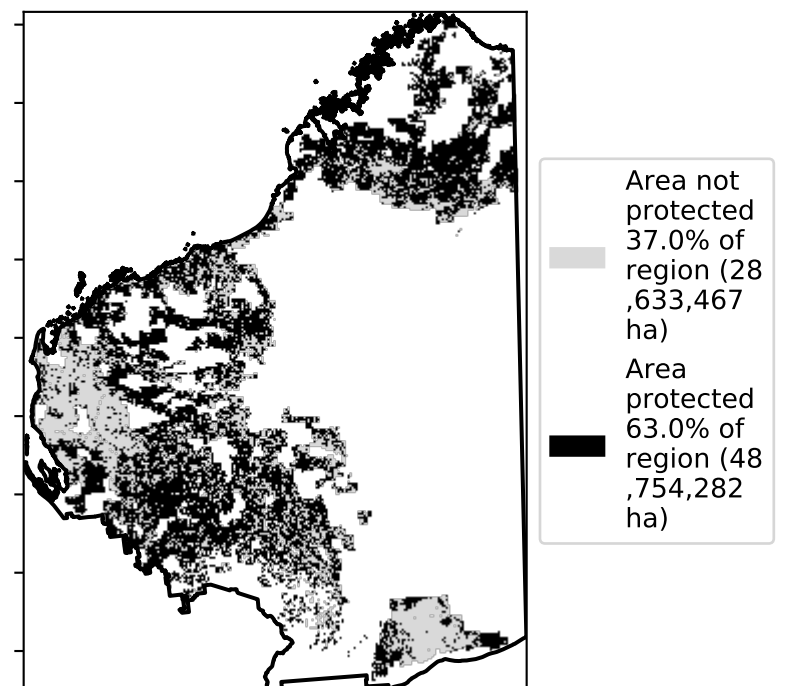 Area not
protected
37.0% of
region (28
,633,467
ha)
Area
protected
63.0% of
region (48
,754,282
ha)